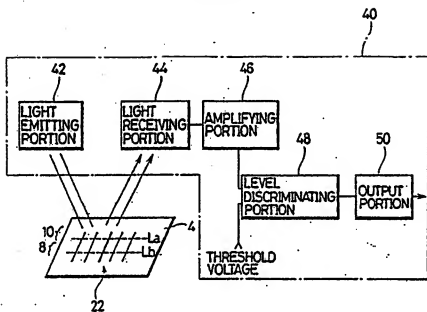 40
42
44
46
LIGHT
EMITTING
PORTION
LIGHT
RECEIVING
PORTION
AMPLIFYING
PORTION
48
50
LEVEL
DISCRIMINATING
PORTION
OUTPUT
PORTION
10
8
4
La
Lb
THRESHOLD
VOLTAGE
22